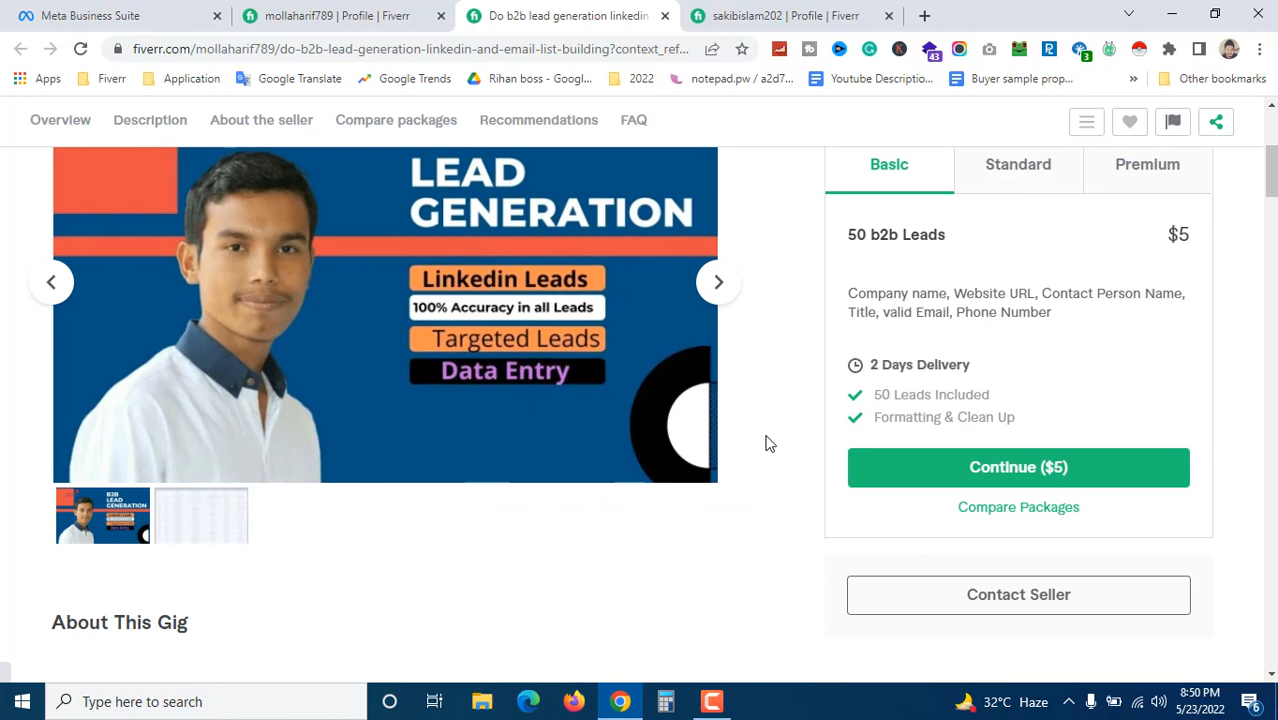 Meta Business Suite
mollaharif789 | Profile | Fiverr
Do b2b lead generation linkedin
sakibislam202 | Profile | Fiverr
fiverr.com/mollaharif789/do-b2b-lead-generation-linkedin-and-email-list-building?context_ref...
43
3
Apps
Fiverr
Application
Google Translate
Google Trends
Rihan boss - Googl...
2022
notepad.pw / a2d7...
Youtube Descriptio...
Buyer sample prop...
»
Other bookmarks
Overview
Description
About the seller
Compare packages
Recommendations
FAQ
LEAD
GENERATION
Linkedin Leads
100% Accuracy in all Leads
Targeted Leads
Data Entry
Basic
Standard
Premium
50 b2b Leads
$5
Company name, Website URL, Contact Person Name,
Title, valid Email, Phone Number
2 Days Delivery
50 Leads Included
Formatting & Clean Up
Continue ($5)
Compare Packages
Contact Seller
B2B
LEAD
GENERATION
About This Gig
Type here to search
32°C Haze
8:50 PM
5/23/2022
6